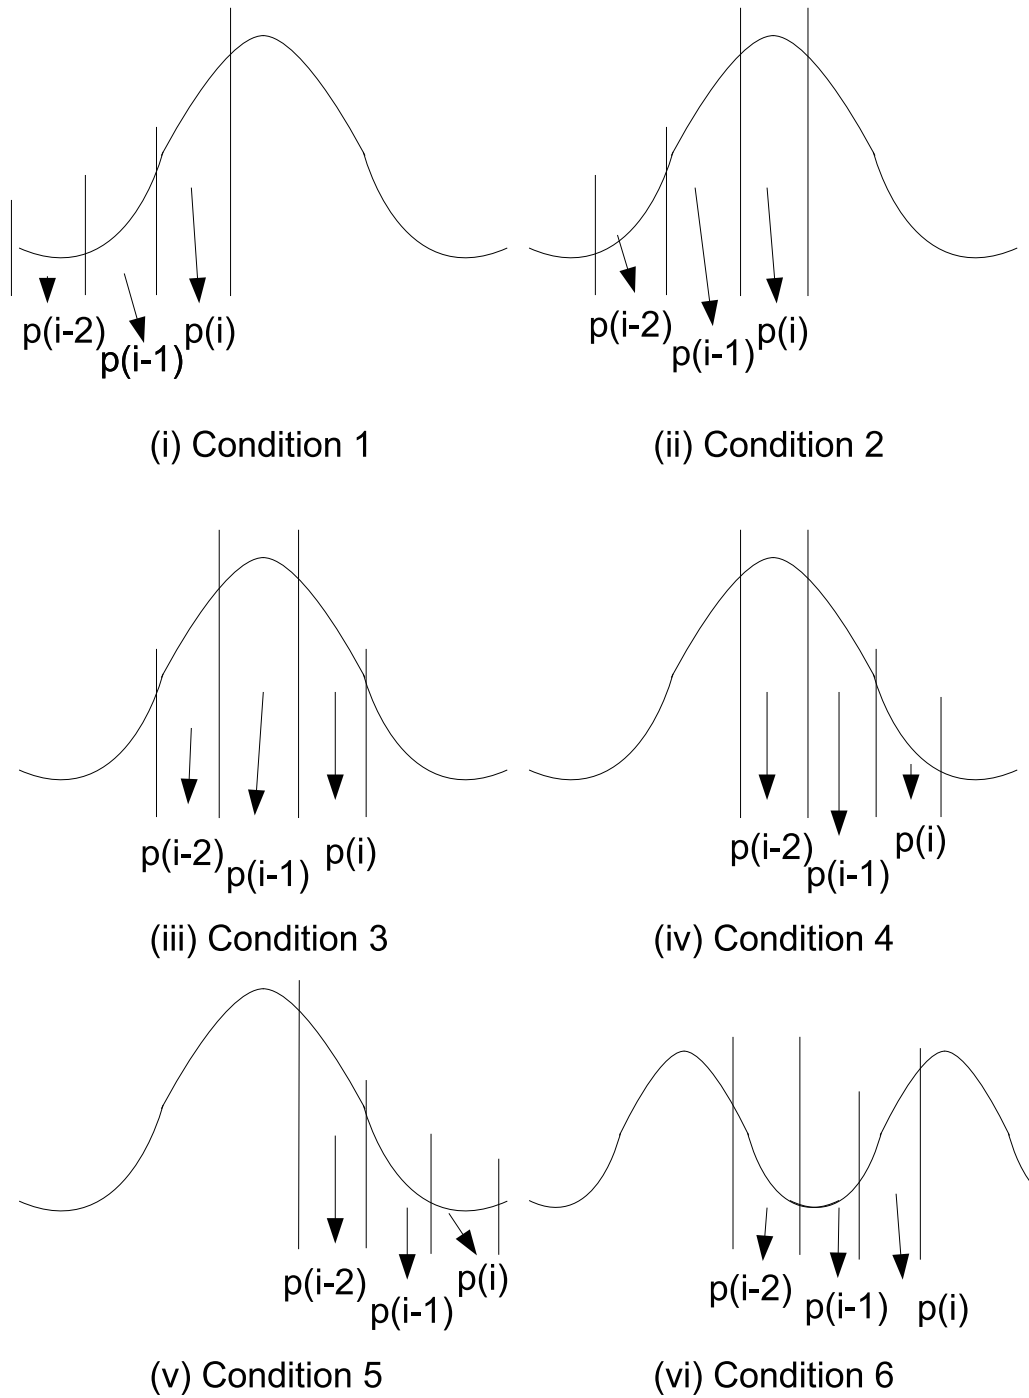 p(i-2)
p(i-1)
p(i)
(i) Condition 1
p(i-2)
p(i-1)
p(i)
(ii) Condition 2
p(i-2)
p(i-1)
p(i)
(iii) Condition 3
p(i-2)
p(i-1)
p(i)
(iv) Condition 4
p(i-2)
p(i-1)
p(i)
(v) Condition 5
p(i-2)
p(i-1)
p(i)
(vi) Condition 6